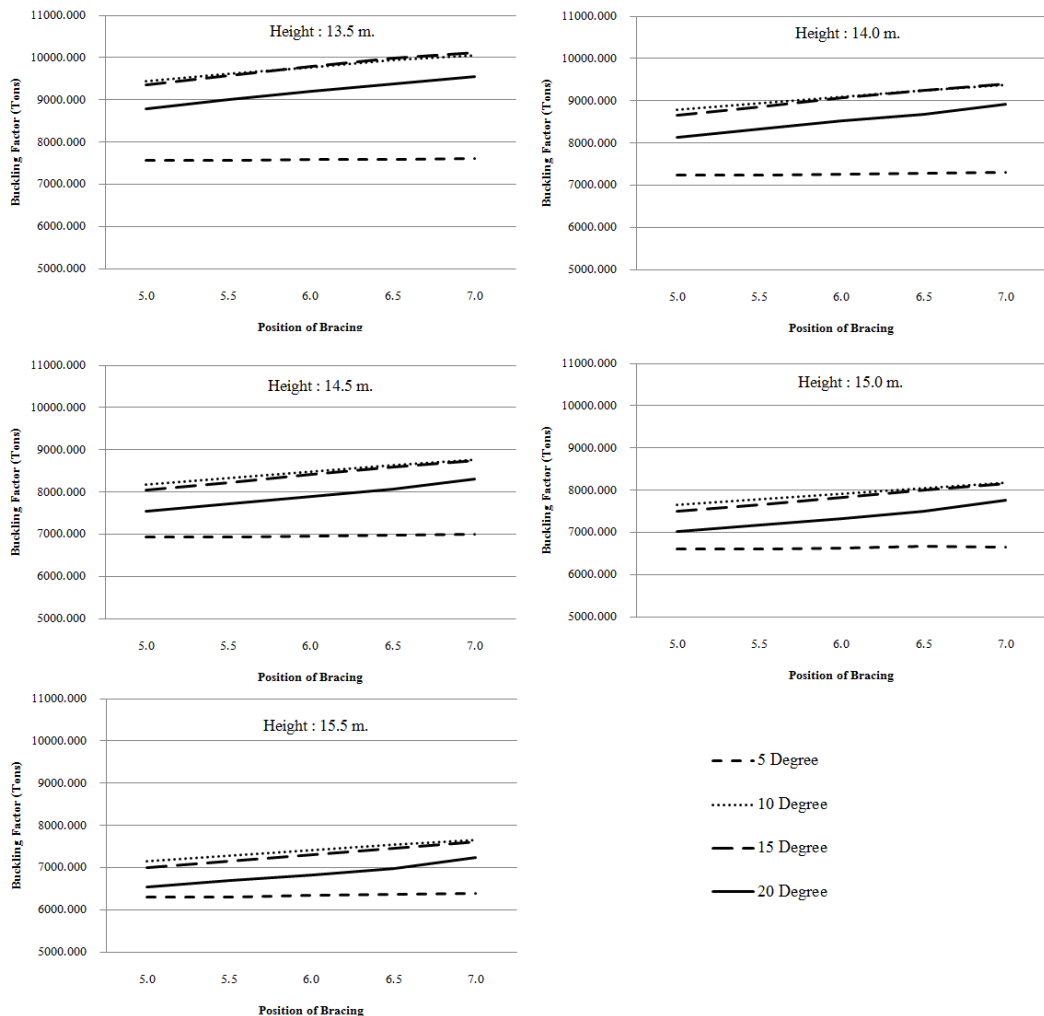 Height : 13.5 m.
Buckling Factor (Tons)
11000.000
10000.000
9000.000
8000.000
7000.000
6000.000
5000.000
5.0 5.5 6.0 6.5 7.0
Position of Bracing
Height : 14.0 m.
Buckling Factor (Tons)
11000.000
10000.000
9000.000
8000.000
7000.000
6000.000
5000.000
5.0 5.5 6.0 6.5 7.0
Position of Bracing
Height : 14.5 m.
Buckling Factor (Tons)
11000.000
10000.000
9000.000
8000.000
7000.000
6000.000
5000.000
5.0 5.5 6.0 6.5 7.0
Position of Bracing
Height : 15.0 m.
Buckling Factor (Tons)
11000.000
10000.000
9000.000
8000.000
7000.000
6000.000
5000.000
5.0 5.5 6.0 6.5 7.0
Position of Bracing
Height : 15.5 m.
Buckling Factor (Tons)
11000.000
10000.000
9000.000
8000.000
7000.000
6000.000
5000.000
5.0 5.5 6.0 6.5 7.0
Position of Bracing
5 Degree
10 Degree
15 Degree
20 Degree